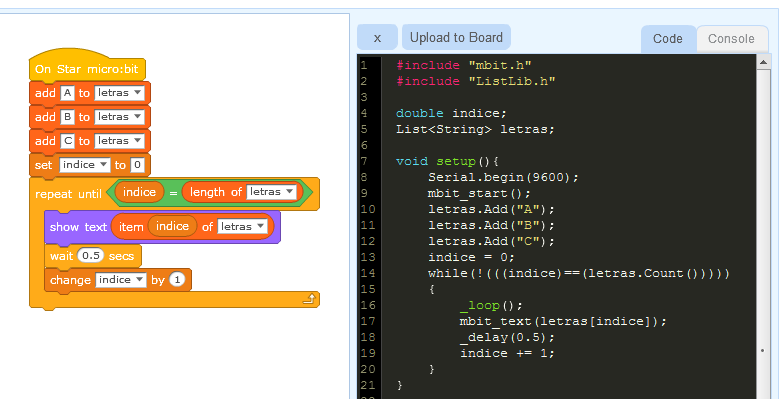 On Star micro:bit
add A to letras
add B to letras
add C to letras
set indice to 0
repeat until indice = length of letras
show text item indice of letras
wait 0.5 secs
change indice by 1
x Upload to Board Code Console
1 #include "mbit.h"
2 #include "ListLib.h"
3
4 double indice;
5 List<String> letras;
6
7 void setup(){
8 Serial.begin(9600);
9 mbit_start();
10 letras.Add("A");
11 letras.Add("B");
12 letras.Add("C");
13 indice = 0;
14 while(!(((indice)==(letras.Count()))))
15 {
16 _loop();
17 mbit_text(letras[indice]);
18 _delay(0.5);
19 indice += 1;
20 }
21 }